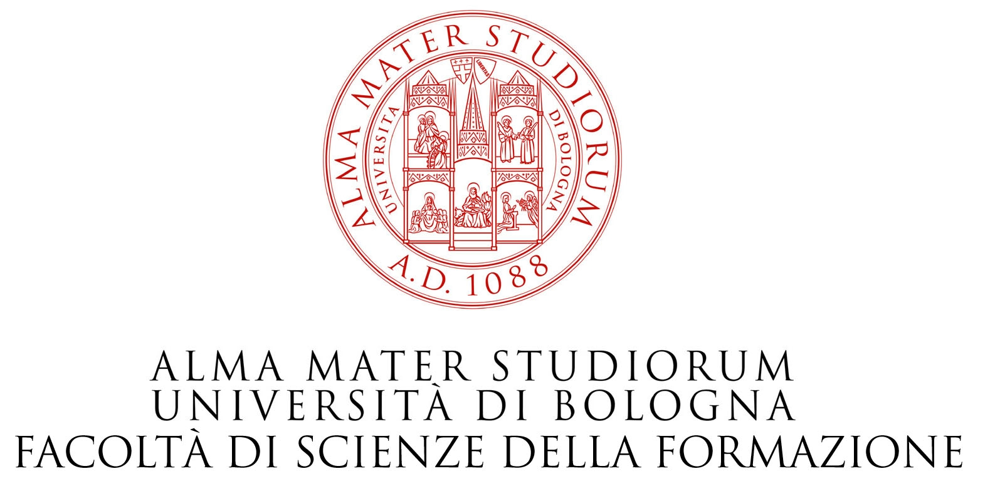 ALMA MATER STUDIORUM
UNIVERSITA
DI BOLOGNA
LIBERTAS
A.D. 1088
ALMA MATER STUDIORUM
UNIVERSITÀ DI BOLOGNA
FACOLTÀ DI SCIENZE DELLA FORMAZIONE